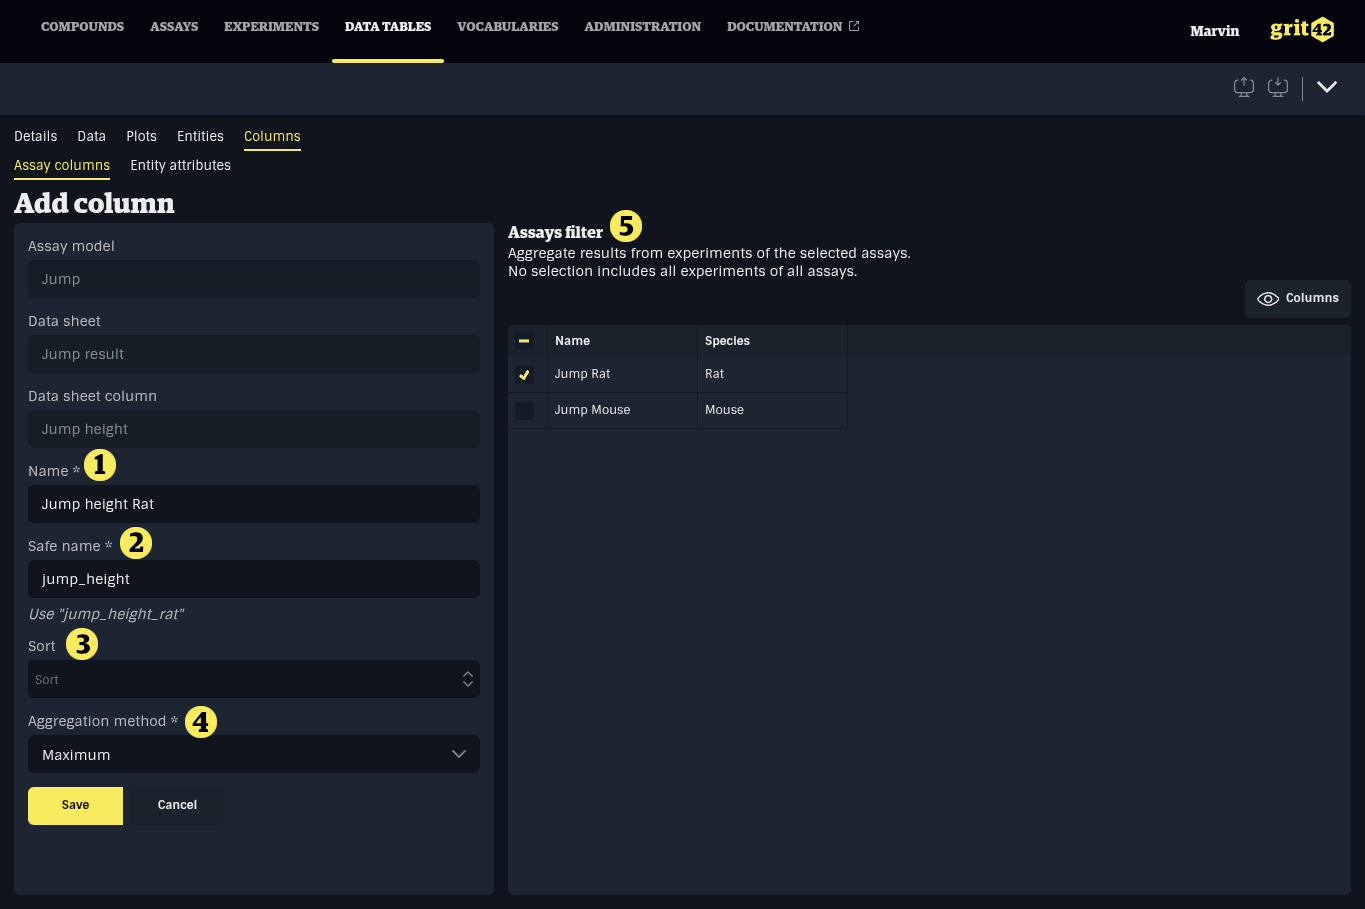 COMPOUNDS ASSAYS EXPERIMENTS DATA TABLES VOCABULARIES ADMINISTRATION DOCUMENTATION Marvin grit42
Details Data Plots Entities Columns
Assay columns Entity attributes
Add column
Assay model
Jump
Data sheet
Jump result
Data sheet column
Jump height
Name * 1
Jump height Rat
Safe name * 2
jump_height
Use "jump_height_rat"
Sort 3
Sort
Aggregation method * 4
Maximum
Save Cancel
Assays filter 5
Aggregate results from experiments of the selected assays.
No selection includes all experiments of all assays.
Columns
Name Species
Jump Rat Rat
Jump Mouse Mouse